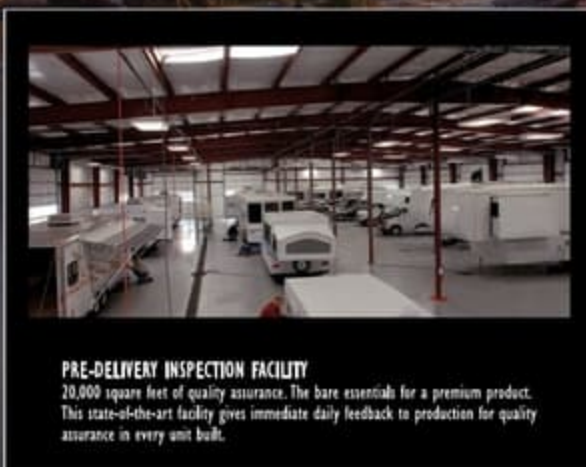 PRE-DELIVERY INSPECTION FACILITY
20,000 square feet of quality assurance. The bare essentials for a premium product.
This state-of-the-art facility gives immediate daily feedback to production for quality
assurance in every unit built.